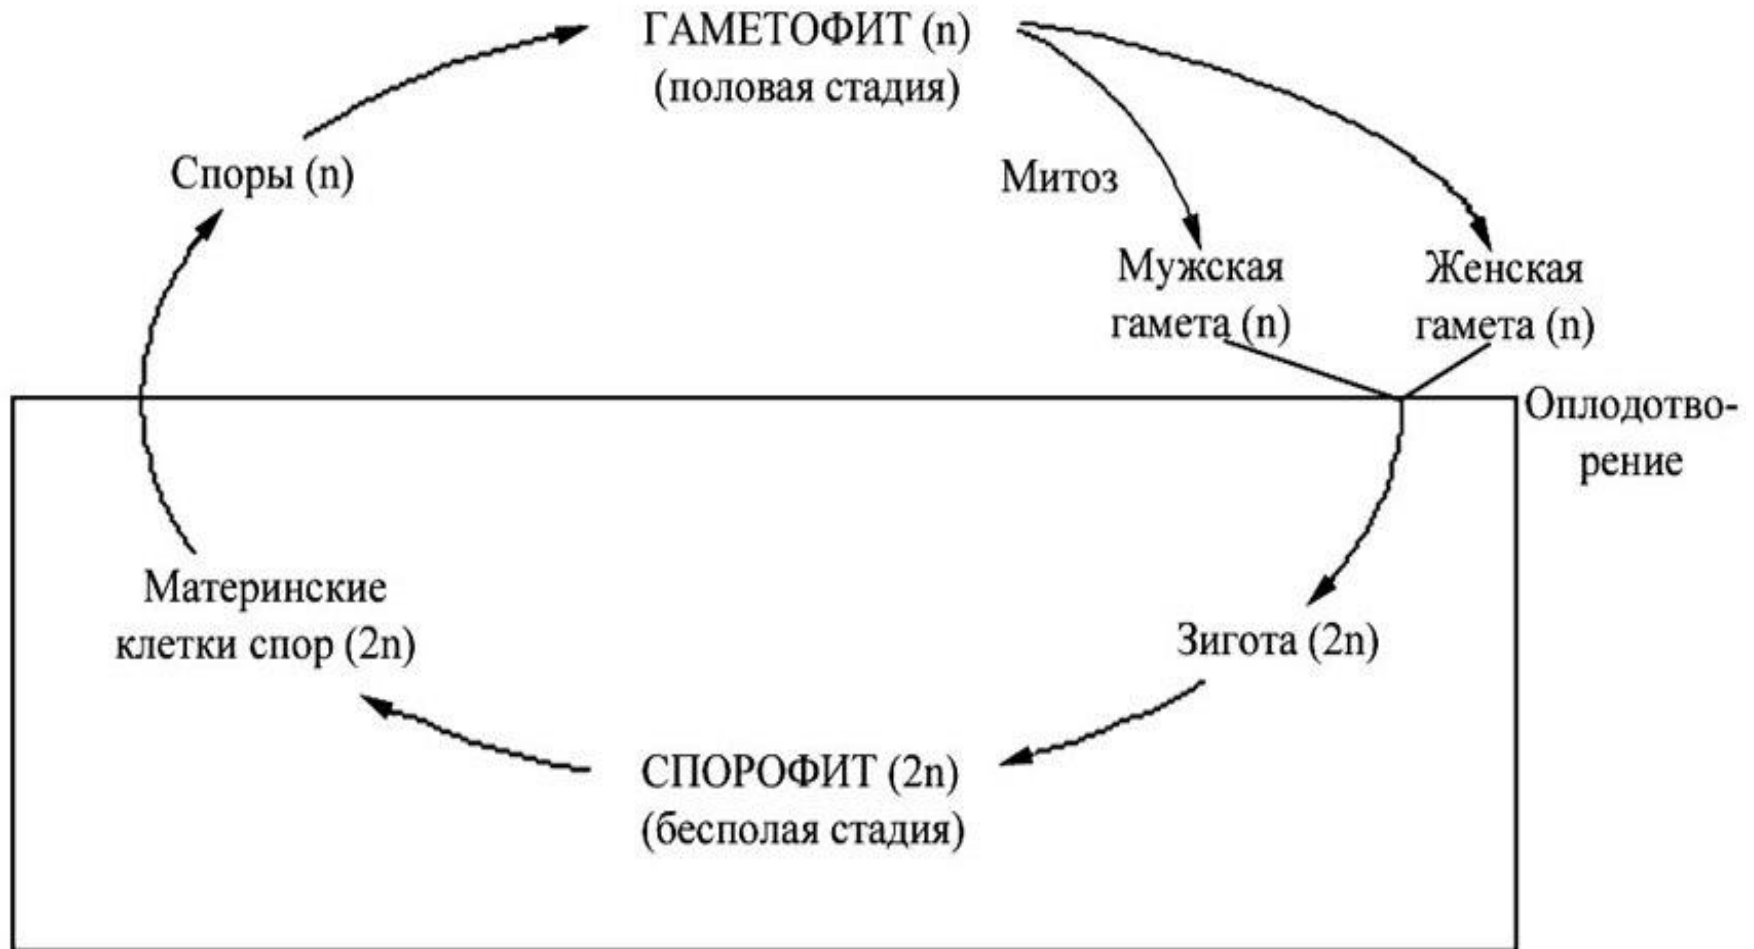 ГАМЕТОФИТ (n)
(половая стадия)
Споры (n)
Митоз
Мужская
гамета (n)
Женская
гамета (n)
Оплодотво-
рение
Материнские
клетки спор (2n)
Зигота (2n)
СПОРОФИТ (2n)
(бесполая стадия)